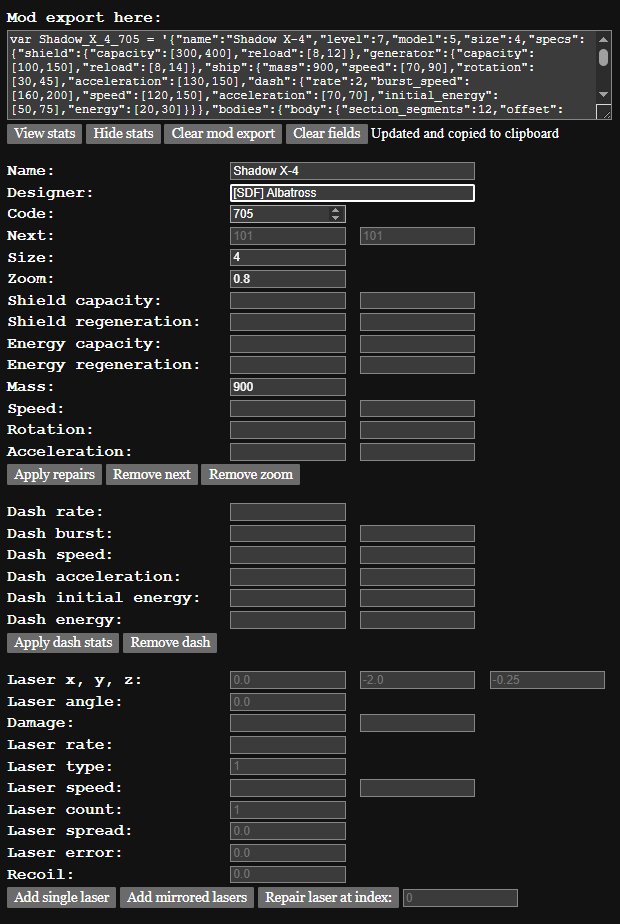 Mod export here:
var Shadow_X_4_705 = '{"name":"Shadow X-4","level":7,"model":5,"size":4,"specs":
{"shield":{"capacity":[300,400],"reload":[8,12]},"generator":{"capacity":
[100,150],"reload":[8,14]},"ship":{"mass":900,"speed":[70,90],"rotation":
[30,45],"acceleration":[130,150],"dash":{"rate":2,"burst_speed":
[160,200],"speed":[120,150],"acceleration":[70,70],"initial_energy":
[50,75],"energy":[20,30]}}},"bodies":{"body":{"section_segments":12,"offset":
View stats Hide stats Clear mod export Clear fields Updated and copied to clipboard
Name: Shadow X-4
Designer: [SDF] Albatross
Code: 705
Next: 101 101
Size: 4
Zoom: 0.8
Shield capacity:
Shield regeneration:
Energy capacity:
Energy regeneration:
Mass: 900
Speed:
Rotation:
Acceleration:
Apply repairs Remove next Remove zoom
Dash rate:
Dash burst:
Dash speed:
Dash acceleration:
Dash initial energy:
Dash energy:
Apply dash stats Remove dash
Laser x, y, z: 0.0 -2.0 -0.25
Laser angle: 0.0
Damage:
Laser rate:
Laser type: 1
Laser speed:
Laser count: 1
Laser spread: 0.0
Laser error: 0.0
Recoil: 0.0
Add single laser Add mirrored lasers Repair laser at index: 0